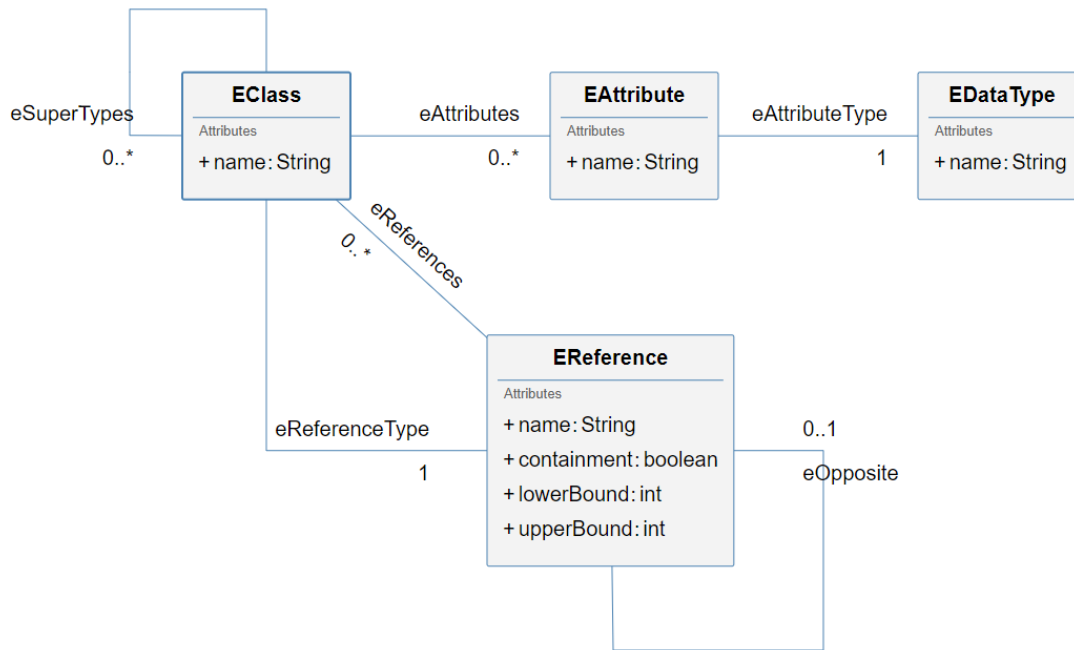 EClass
Attributes
+ name: String
eSuperTypes
0..*
eAttributes
0..*
EAttribute
Attributes
+ name: String
eAttributeType
1
EDataType
Attributes
+ name: String
eReferences
0..*
eReferenceType
1
EReference
Attributes
+ name: String
+ containment: boolean
+ lowerBound: int
+ upperBound: int
0..1
eOpposite